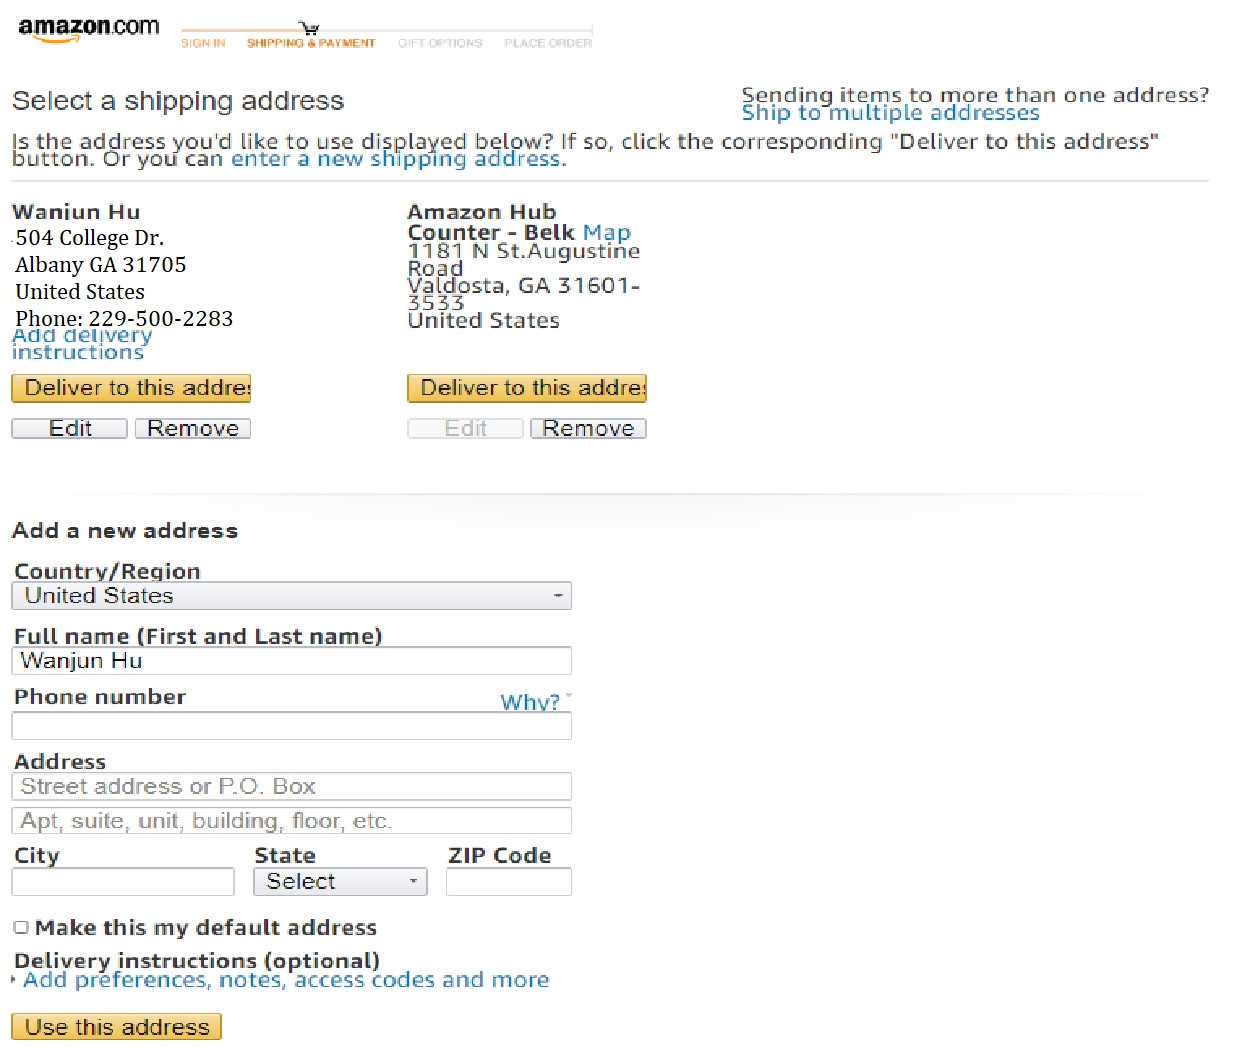 amazon.com
SIGN IN SHIPPING & PAYMENT GIFT OPTIONS PLACE ORDER
Select a shipping address
Sending items to more than one address?
Ship to multiple addresses
Is the address you'd like to use displayed below? If so, click the corresponding "Deliver to this address"
button. Or you can enter a new shipping address.
Wanjun Hu
504 College Dr.
Albany GA 31705
United States
Phone: 229-500-2283
Add delivery
instructions
Deliver to this addres
Edit Remove
Amazon Hub
Counter - Belk Map
1181 N St.Augustine
Road
Valdosta, GA 31601-
3533
United States
Deliver to this addres
Edit Remove
Add a new address
Country/Region
United States
Full name (First and Last name)
Wanjun Hu
Phone number Why?
Address
Street address or P.O. Box
Apt, suite, unit, building, floor, etc.
City State ZIP Code
Select
Make this my default address
Delivery instructions (optional)
Add preferences, notes, access codes and more
Use this address